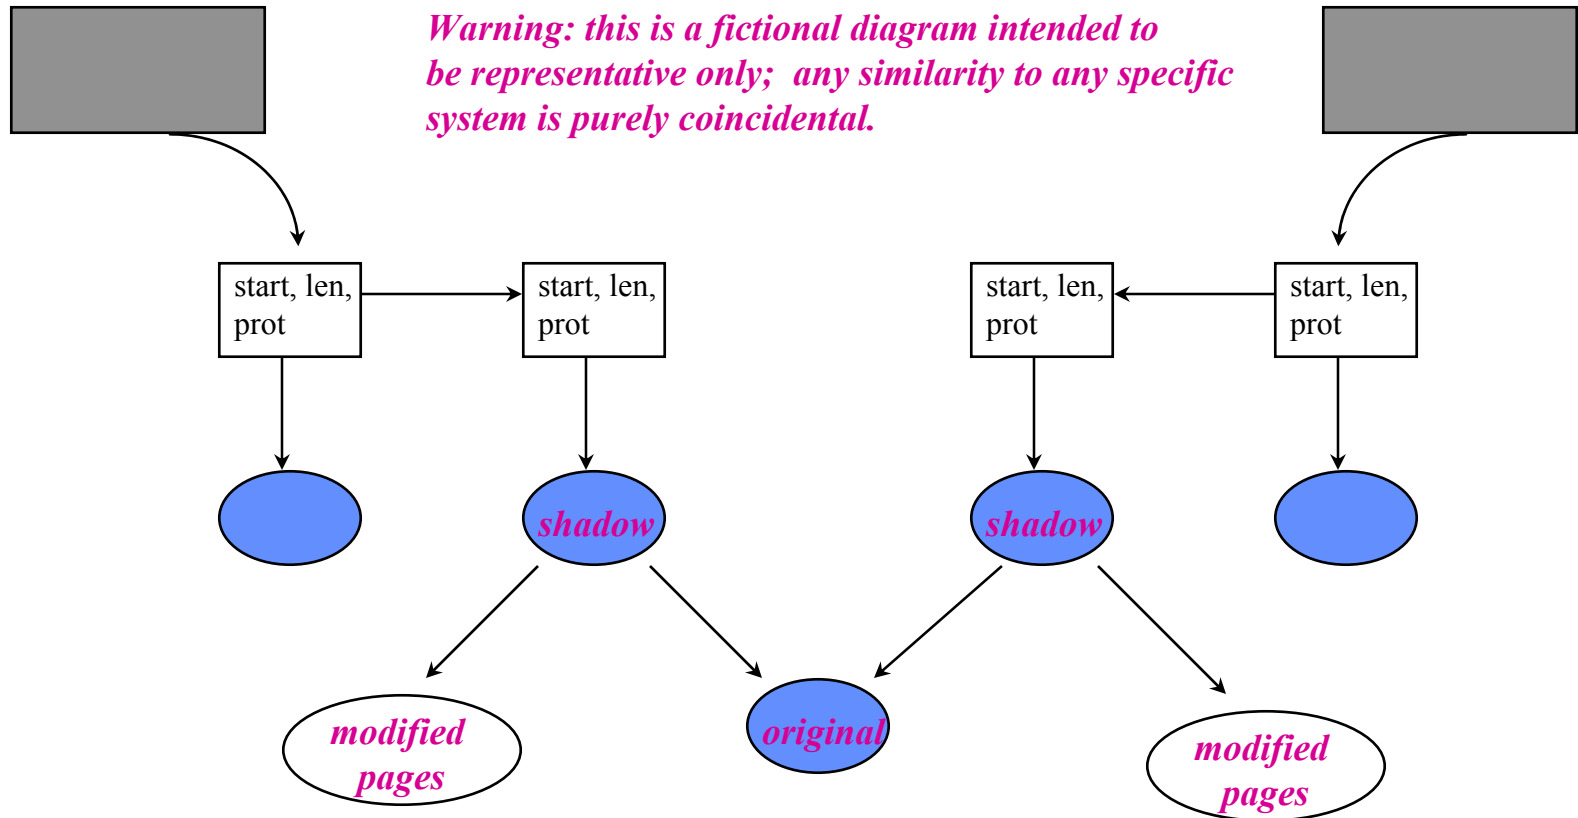 Warning: this is a fictional diagram intended to
be representative only;  any similarity to any specific
system is purely coincidental.
start, len,
prot
start, len,
prot
start, len,
prot
start, len,
prot
shadow
shadow
modified
pages
original
modified
pages